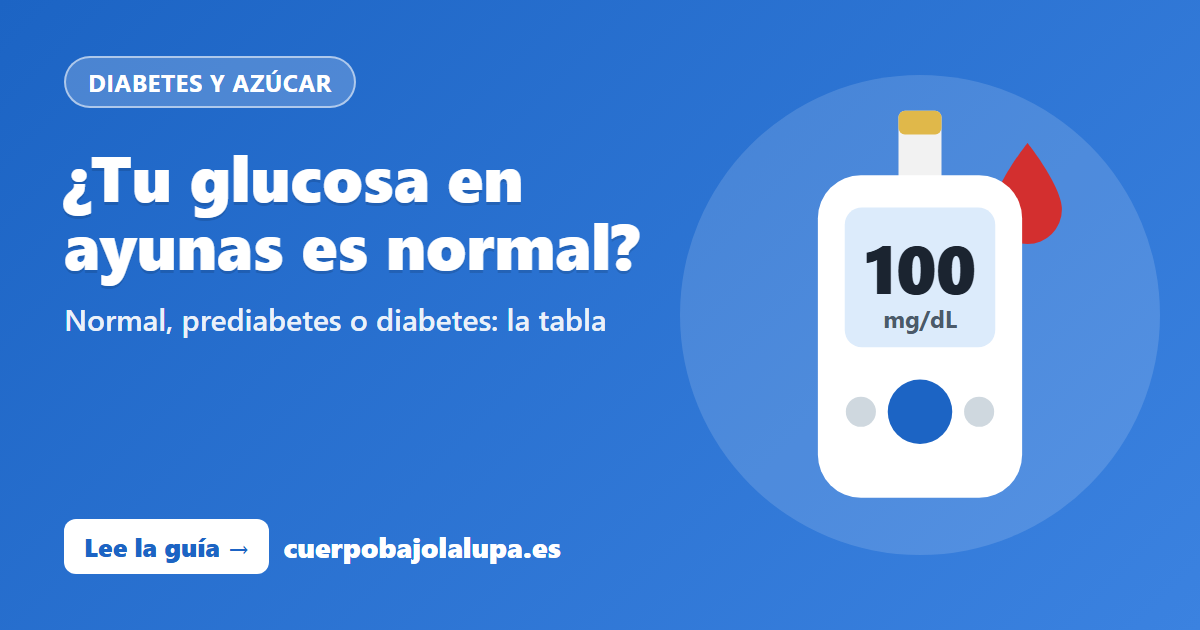 DIABETES Y AZÚCAR
¿Tu glucosa en
ayunas es normal?
Normal, prediabetes o diabetes: la tabla
100
mg/dL
Lee la guía →
cuerpobajolalupa.es